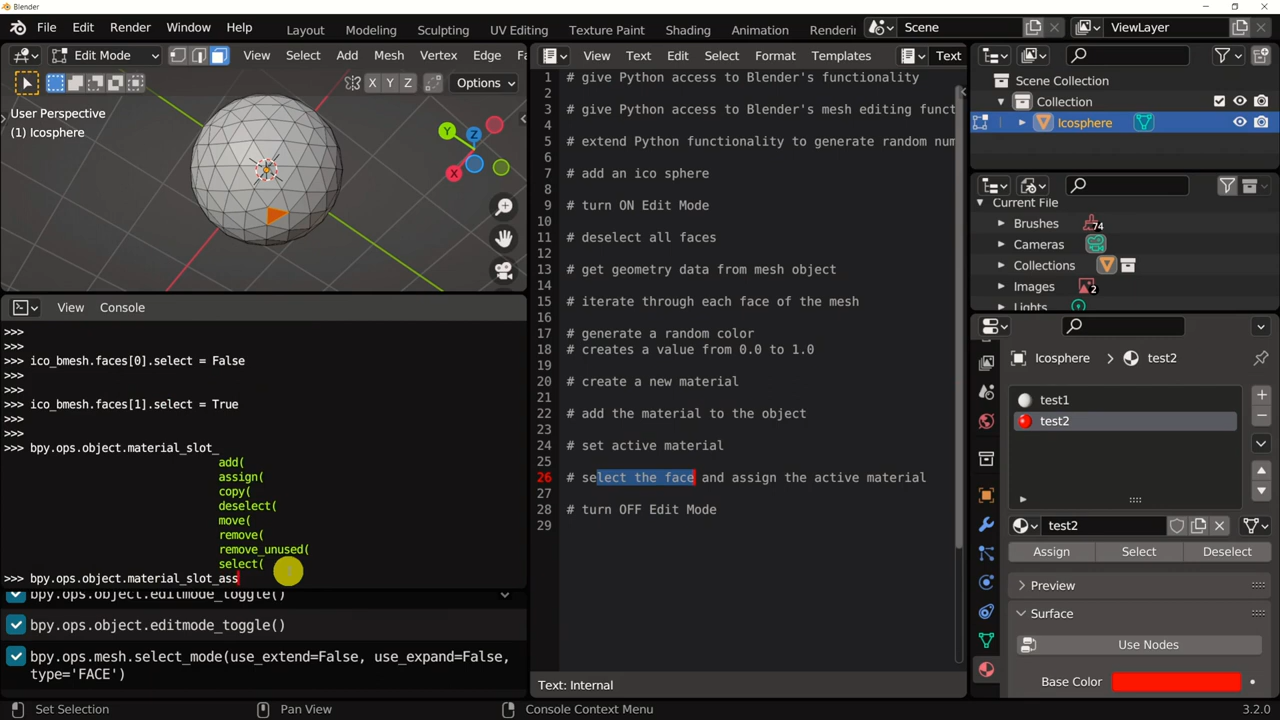 Blender
File Edit Render Window Help
Layout Modeling Sculpting UV Editing Texture Paint Shading Animation Renderi
Scene
ViewLayer
Edit Mode
View Select Add Mesh Vertex Edge Fa
X Y Z
Options
User Perspective
(1) Icosphere
Y
Z
X
View Console
>>>
>>>
>>> ico_bmesh.faces[0].select = False
>>>
>>>
>>> ico_bmesh.faces[1].select = True
>>>
>>>
>>> bpy.ops.object.material_slot_
add(
assign(
copy(
deselect(
move(
remove(
remove_unused(
select(
>>> bpy.ops.object.material_slot_ass
bpy.ops.object.editmode_toggle()
bpy.ops.object.editmode_toggle()
bpy.ops.mesh.select_mode(use_extend=False, use_expand=False,
type='FACE')
View Text Edit Select Format Templates
Text
1 # give Python access to Blender's functionality
2
3 # give Python access to Blender's mesh editing funct
4
5 # extend Python functionality to generate random num
6
7 # add an ico sphere
8
9 # turn ON Edit Mode
10
11 # deselect all faces
12
13 # get geometry data from mesh object
14
15 # iterate through each face of the mesh
16
17 # generate a random color
18 # creates a value from 0.0 to 1.0
19
20 # create a new material
21
22 # add the material to the object
23
24 # set active material
25
26 # select the face and assign the active material
27
28 # turn OFF Edit Mode
29
Text: Internal
Scene Collection
Collection
Icosphere
Current File
Brushes 74
Cameras
Collections
Images 2
Lights 1
Icosphere > test2
test1
test2
test2
Assign Select Deselect
Preview
Surface
Use Nodes
Base Color
Set Selection
Pan View
Console Context Menu
3.2.0